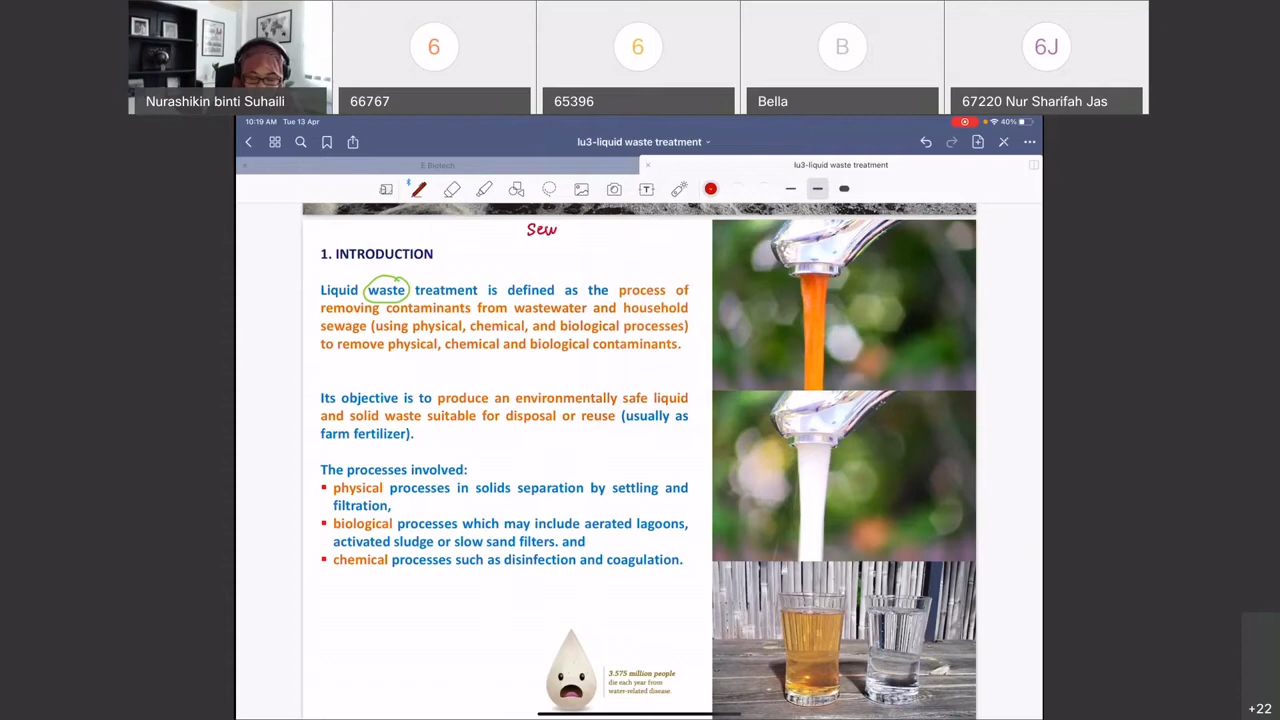 6
6
B
6J
Nurashikin binti Suhaili
66767
65396
Bella
67220 Nur Sharifah Jas
10:19 AM Tue 13 Apr
40%
lu3-liquid waste treatment
E Biotech
lu3-liquid waste treatment
T
Sew
1. INTRODUCTION
Liquid waste treatment is defined as the process of
removing contaminants from wastewater and household
sewage (using physical, chemical, and biological processes)
to remove physical, chemical and biological contaminants.
Its objective is to produce an environmentally safe liquid
and solid waste suitable for disposal or reuse (usually as
farm fertilizer).
The processes involved:
physical processes in solids separation by settling and
filtration,
biological processes which may include aerated lagoons,
activated sludge or slow sand filters. and
chemical processes such as disinfection and coagulation.
3.575 million people
die each year from
water-related disease.
+22